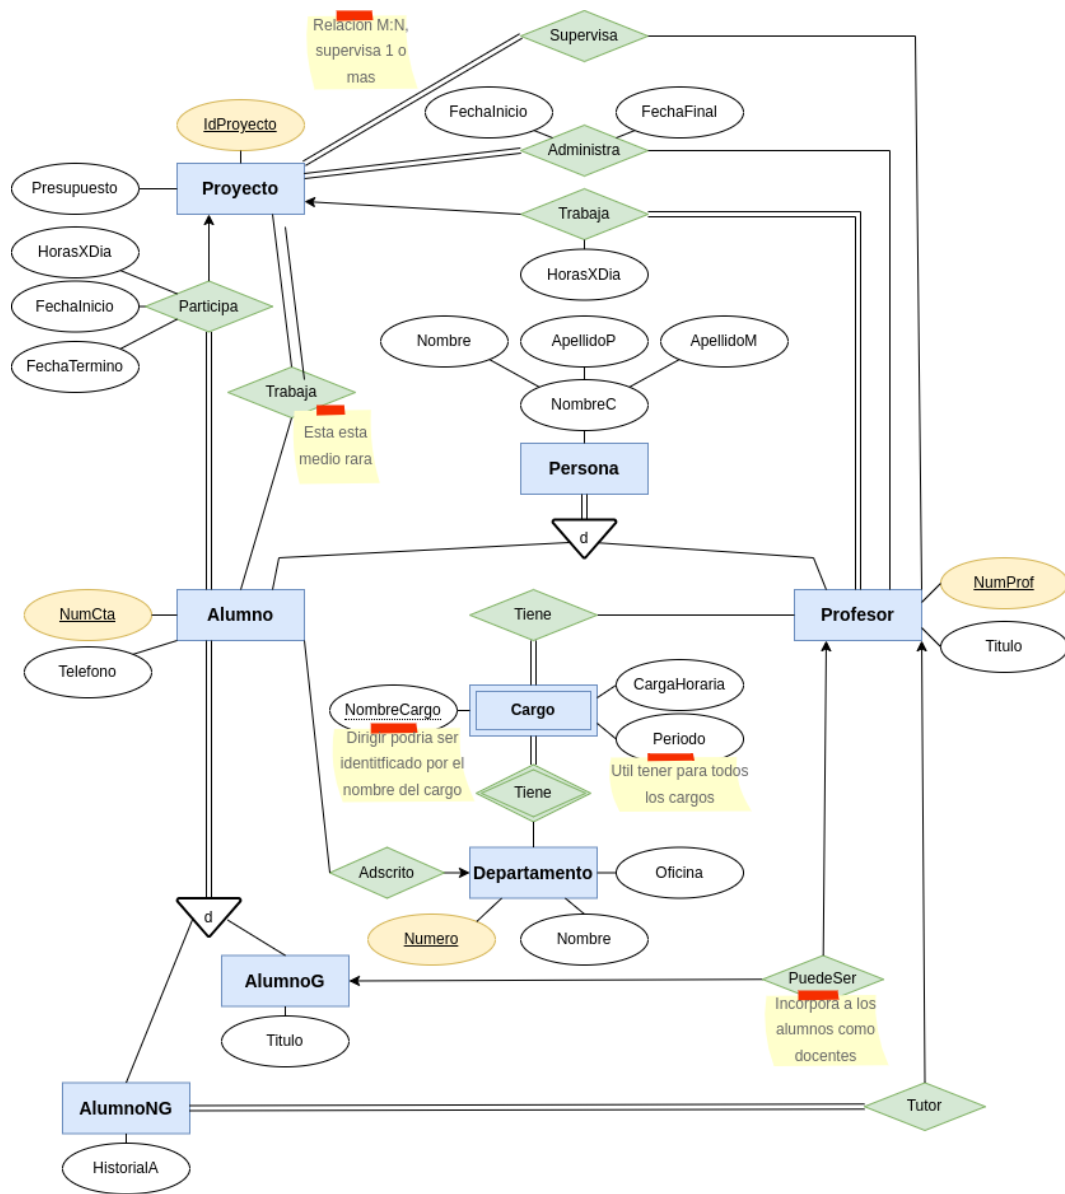 Relacion M:N,
supervisa 1 o
mas
Supervisa
FechaInicio
FechaFinal
IdProyecto
Administra
Presupuesto
Proyecto
Trabaja
HorasXDia
HorasXDia
FechaInicio
Participa
FechaTermino
Nombre
ApellidoP
ApellidoM
NombreC
Trabaja
Esta esta
medio rara
Persona
d
NumCta
Alumno
Telefono
Tiene
Profesor
NumProf
Titulo
NombreCargo
Cargo
CargaHoraria
Periodo
Dirigir podria ser
identitficado por el
nombre del cargo
Util tener para todos
los cargos
Tiene
Adscrito
Departamento
Oficina
Numero
Nombre
d
AlumnoG
Titulo
PuedeSer
Incorpora a los
alumnos como
docentes
AlumnoNG
Tutor
HistorialA